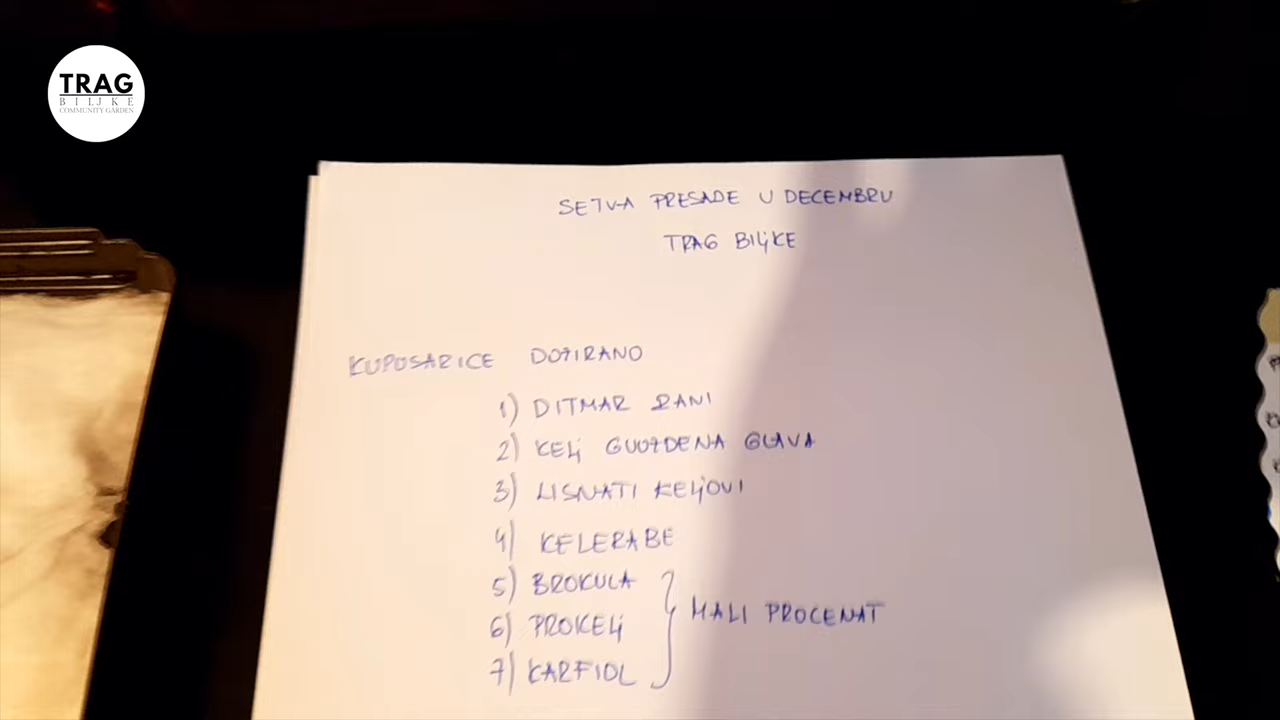 TRAG
BILJKE
COMMUNITY GARDEN
SETVA PRESADE U DECEMBRU
TRAG BILJKE
KUPUSARICE DOZIRANO
1) DITMAR RANI
2) KELJ GVOZDENA GLAVA
3) LISNATI KELJOVI
4) KELERABE
5) BROKULA
6) PROKELJ
7) KARFIOL
MALI PROCENAT